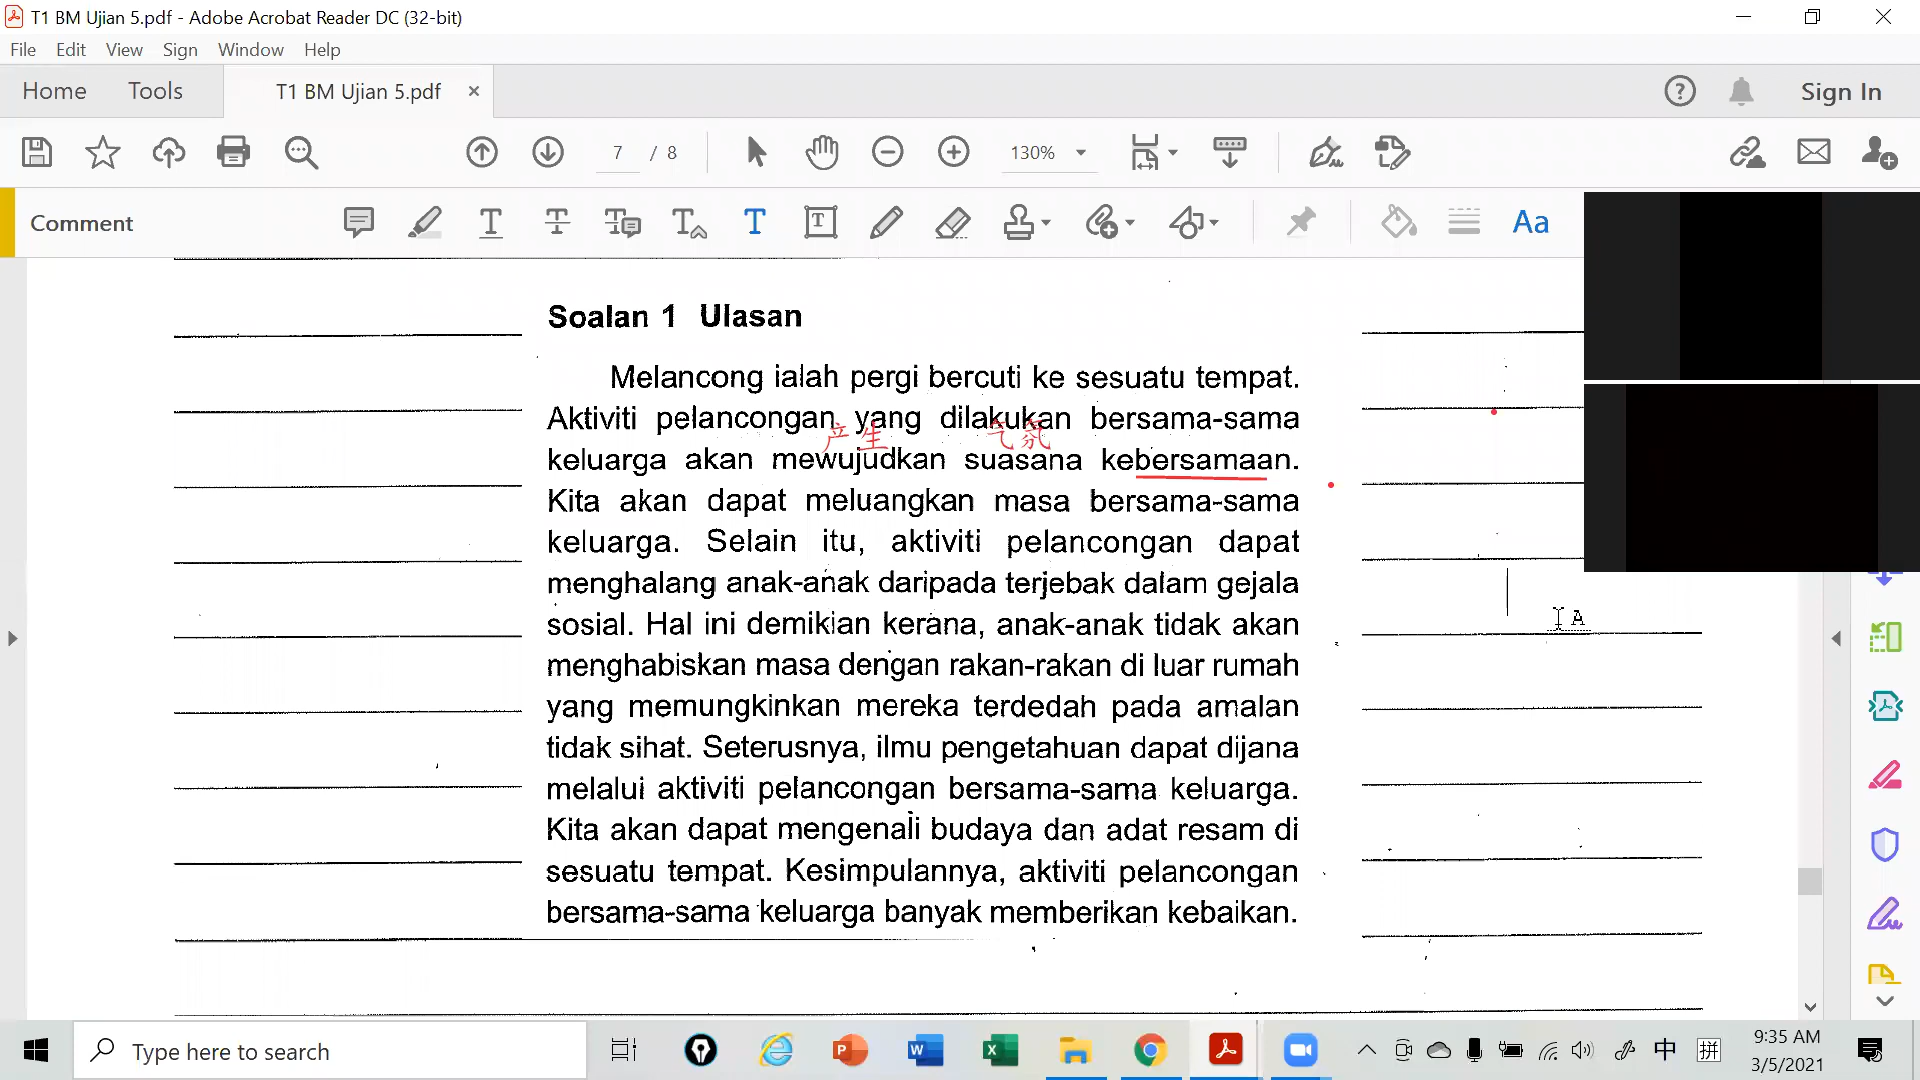 T1 BM Ujian 5.pdf - Adobe Acrobat Reader DC (32-bit)
File Edit View Sign Window Help
Home Tools T1 BM Ujian 5.pdf × Sign In
7 / 8 130%
Comment Aa
Soalan 1 Ulasan
Melancong ialah pergi bercuti ke sesuatu tempat.
Aktiviti pelancongan yang dilakukan bersama-sama
产生 气氛
keluarga akan mewujudkan suasana kebersamaan.
Kita akan dapat meluangkan masa bersama-sama
keluarga. Selain itu, aktiviti pelancongan dapat
menghalang anak-anak daripada terjebak dalam gejala
sosial. Hal ini demikian kerana, anak-anak tidak akan
menghabiskan masa dengan rakan-rakan di luar rumah
yang memungkinkan mereka terdedah pada amalan
tidak sihat. Seterusnya, ilmu pengetahuan dapat dijana
melalui aktiviti pelancongan bersama-sama keluarga.
Kita akan dapat mengenali budaya dan adat resam di
sesuatu tempat. Kesimpulannya, aktiviti pelancongan
bersama-sama keluarga banyak memberikan kebaikan.
A
Type here to search
中 拼
9:35 AM
3/5/2021